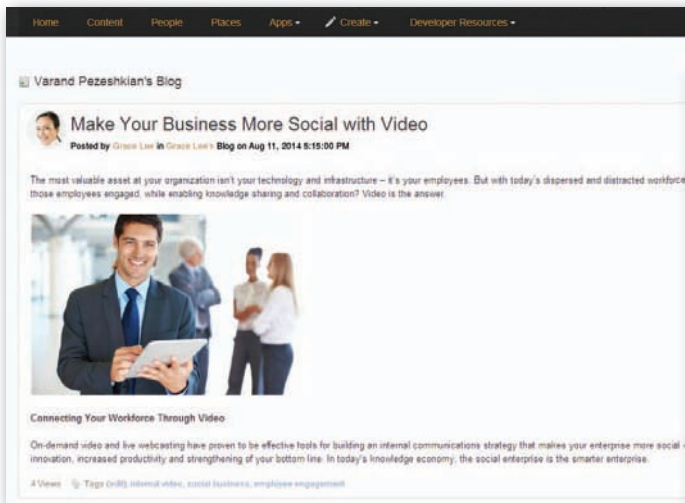 Home Content People Places Apps Create Developer Resources
Varand Pezeshkian's Blog
Make Your Business More Social with Video
Posted by Grace Lee in Grace Lee's Blog on Aug 11, 2014 5:15:00 PM
The most valuable asset at your organization isn't your technology and infrastructure – it's your employees. But with today's dispersed and distracted workforce
those employees engaged, while enabling knowledge sharing and collaboration? Video is the answer.
Connecting Your Workforce Through Video
On-demand video and live webcasting have proven to be effective tools for building an internal communications strategy that makes your enterprise more social
innovation, increased productivity and strengthening of your bottom line. In today's knowledge economy, the social enterprise is the smarter enterprise.
4 Views Tags (edit): internal video, social business, employee engagement